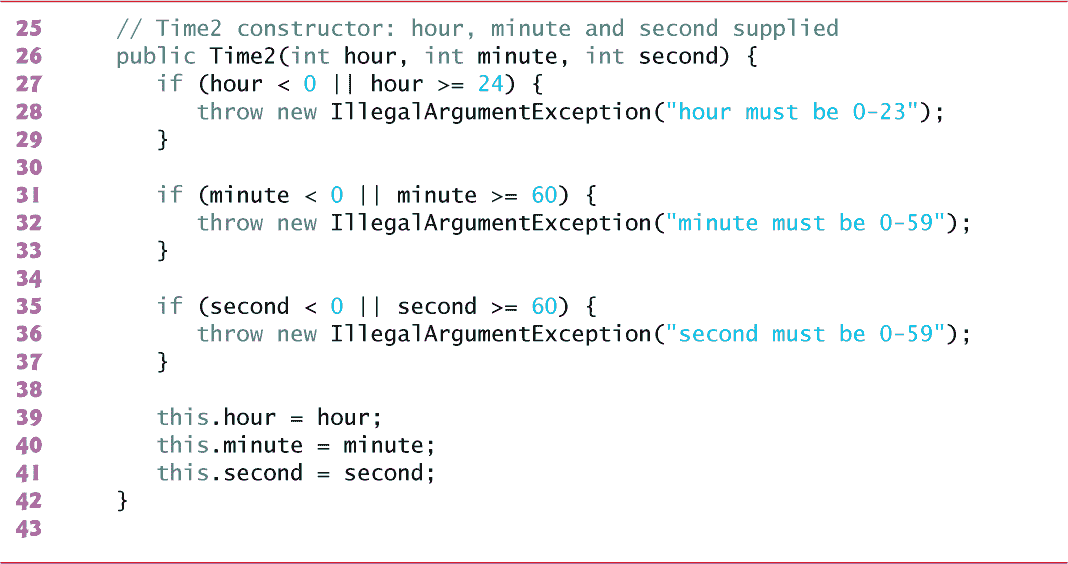 25 // Time2 constructor: hour, minute and second supplied
26 public Time2(int hour, int minute, int second) {
27 if (hour < 0 || hour >= 24) {
28 throw new IllegalArgumentException("hour must be 0-23");
29 }
30
31 if (minute < 0 || minute >= 60) {
32 throw new IllegalArgumentException("minute must be 0-59");
33 }
34
35 if (second < 0 || second >= 60) {
36 throw new IllegalArgumentException("second must be 0-59");
37 }
38
39 this.hour = hour;
40 this.minute = minute;
41 this.second = second;
42 }
43